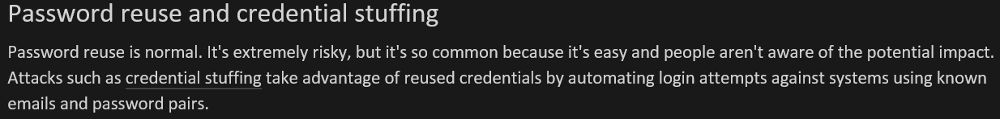 Password reuse and credential stuffing
Password reuse is normal. It's extremely risky, but it's so common because it's easy and people aren't aware of the potential impact.
Attacks such as credential stuffing take advantage of reused credentials by automating login attempts against systems using known
emails and password pairs.